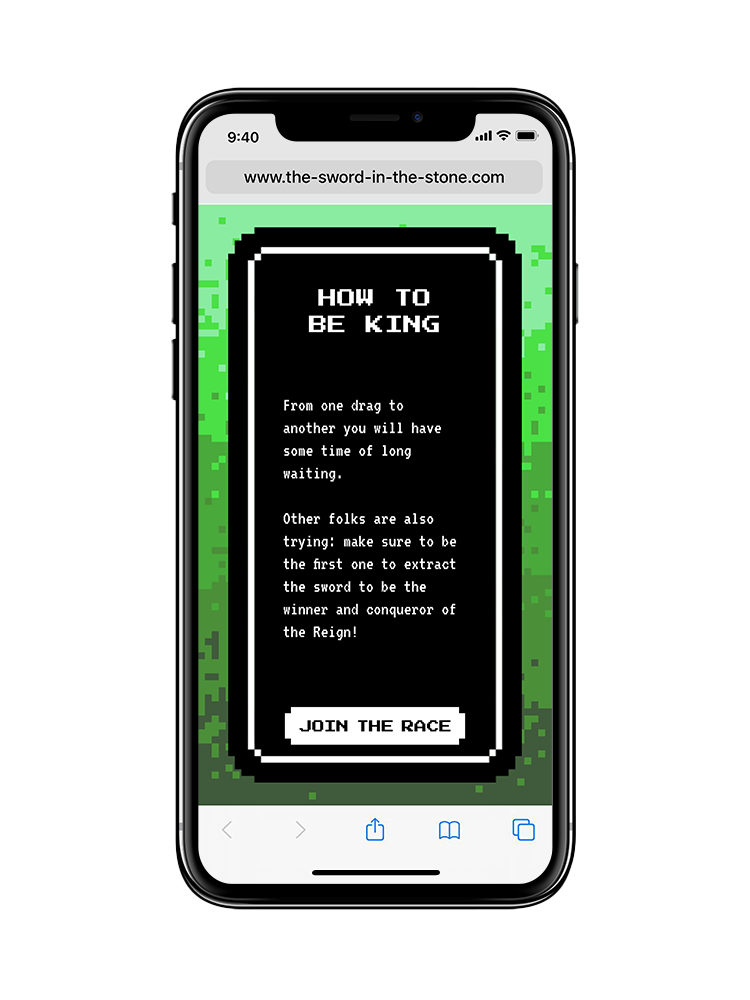 9:40
www.the-sword-in-the-stone.com
HOW TO
BE KING
From one drag to
another you will have
some time of long
waiting.
Other folks are also
trying: make sure to be
the first one to extract
the sword to be the
winner and conqueror of
the Reign!
JOIN THE RACE